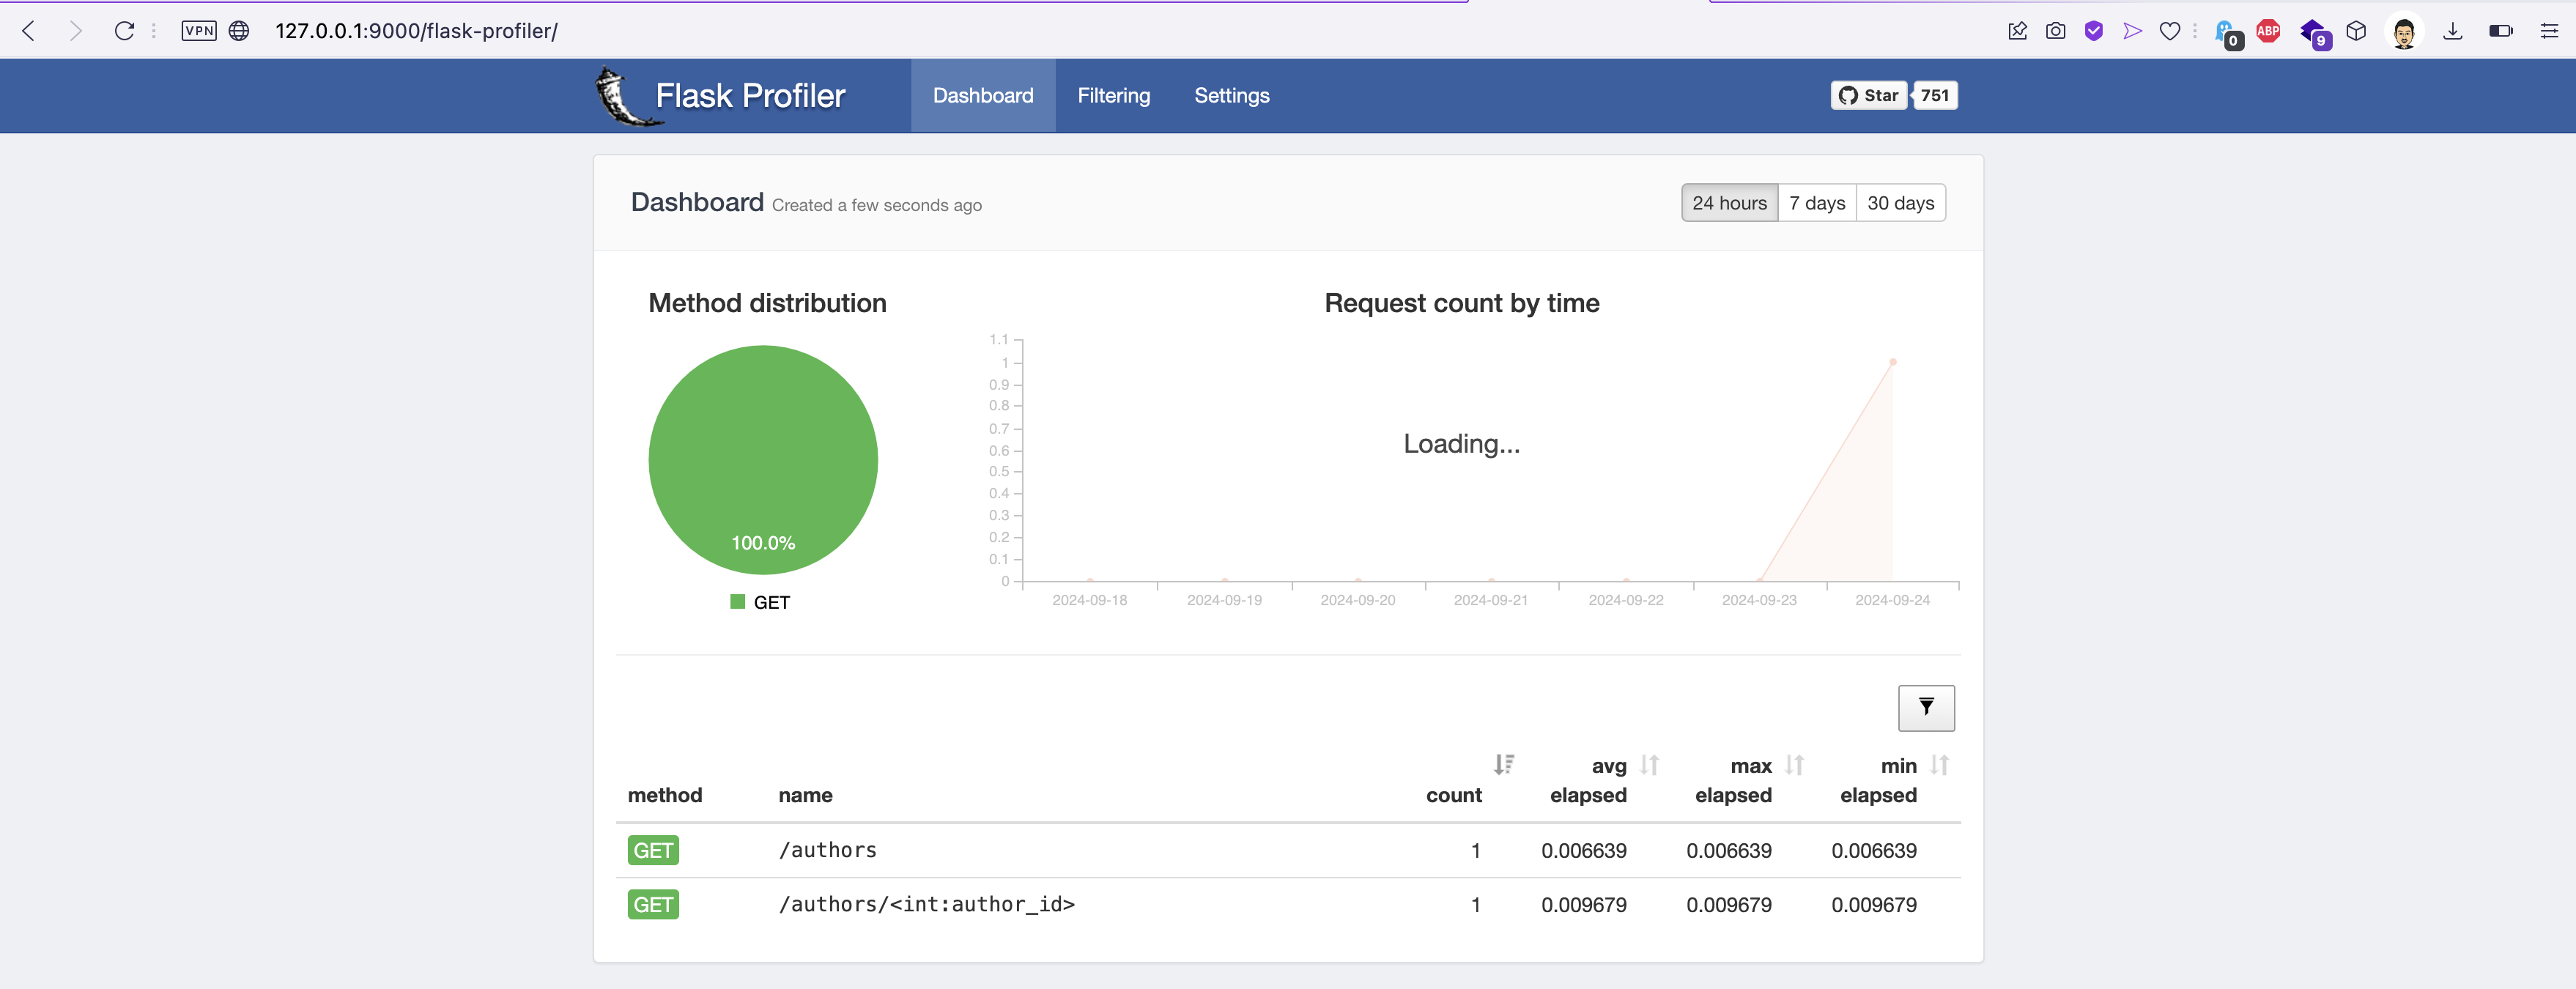 VPN 127.0.0.1:9000/flask-profiler/ 0 ABP 9
Flask Profiler Dashboard Filtering Settings Star 751
Dashboard Created a few seconds ago 24 hours 7 days 30 days
Method distribution
100.0%
GET
Request count by time
1.1
1
0.9
0.8
0.7
0.6
0.5
0.4
0.3
0.2
0.1
0
Loading...
2024-09-18 2024-09-19 2024-09-20 2024-09-21 2024-09-22 2024-09-23 2024-09-24
method name count avg elapsed max elapsed min elapsed
GET /authors 1 0.006639 0.006639 0.006639
GET /authors/<int:author_id> 1 0.009679 0.009679 0.009679